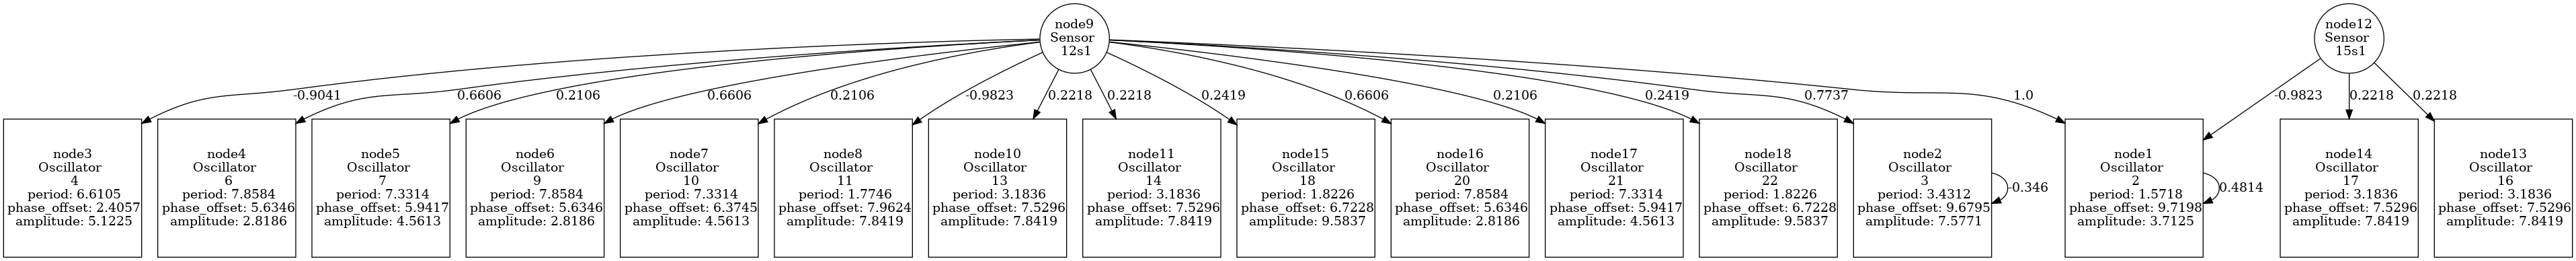 node9
Sensor
12s1
node12
Sensor
15s1
-0.9041
0.6606
0.2106
0.6606
0.2106
-0.9823
0.2218
0.2218
0.2419
0.6606
0.2106
0.2419
0.7737
1.0
-0.9823
0.2218
0.2218
node3
Oscillator
4
period: 6.6105
phase_offset: 2.4057
amplitude: 5.1225
node4
Oscillator
6
period: 7.8584
phase_offset: 5.6346
amplitude: 2.8186
node5
Oscillator
7
period: 7.3314
phase_offset: 5.9417
amplitude: 4.5613
node6
Oscillator
9
period: 7.8584
phase_offset: 5.6346
amplitude: 2.8186
node7
Oscillator
10
period: 7.3314
phase_offset: 6.3745
amplitude: 4.5613
node8
Oscillator
11
period: 1.7746
phase_offset: 7.9624
amplitude: 7.8419
node10
Oscillator
13
period: 3.1836
phase_offset: 7.5296
amplitude: 7.8419
node11
Oscillator
14
period: 3.1836
phase_offset: 7.5296
amplitude: 7.8419
node15
Oscillator
18
period: 1.8226
phase_offset: 6.7228
amplitude: 9.5837
node16
Oscillator
20
period: 7.8584
phase_offset: 5.6346
amplitude: 2.8186
node17
Oscillator
21
period: 7.3314
phase_offset: 5.9417
amplitude: 4.5613
node18
Oscillator
22
period: 1.8226
phase_offset: 6.7228
amplitude: 9.5837
node2
Oscillator
3
period: 3.4312
phase_offset: 9.6795
amplitude: 7.5771
-0.346
node1
Oscillator
2
period: 1.5718
phase_offset: 9.7198
amplitude: 3.7125
0.4814
node14
Oscillator
17
period: 3.1836
phase_offset: 7.5296
amplitude: 7.8419
node13
Oscillator
16
period: 3.1836
phase_offset: 7.5296
amplitude: 7.8419